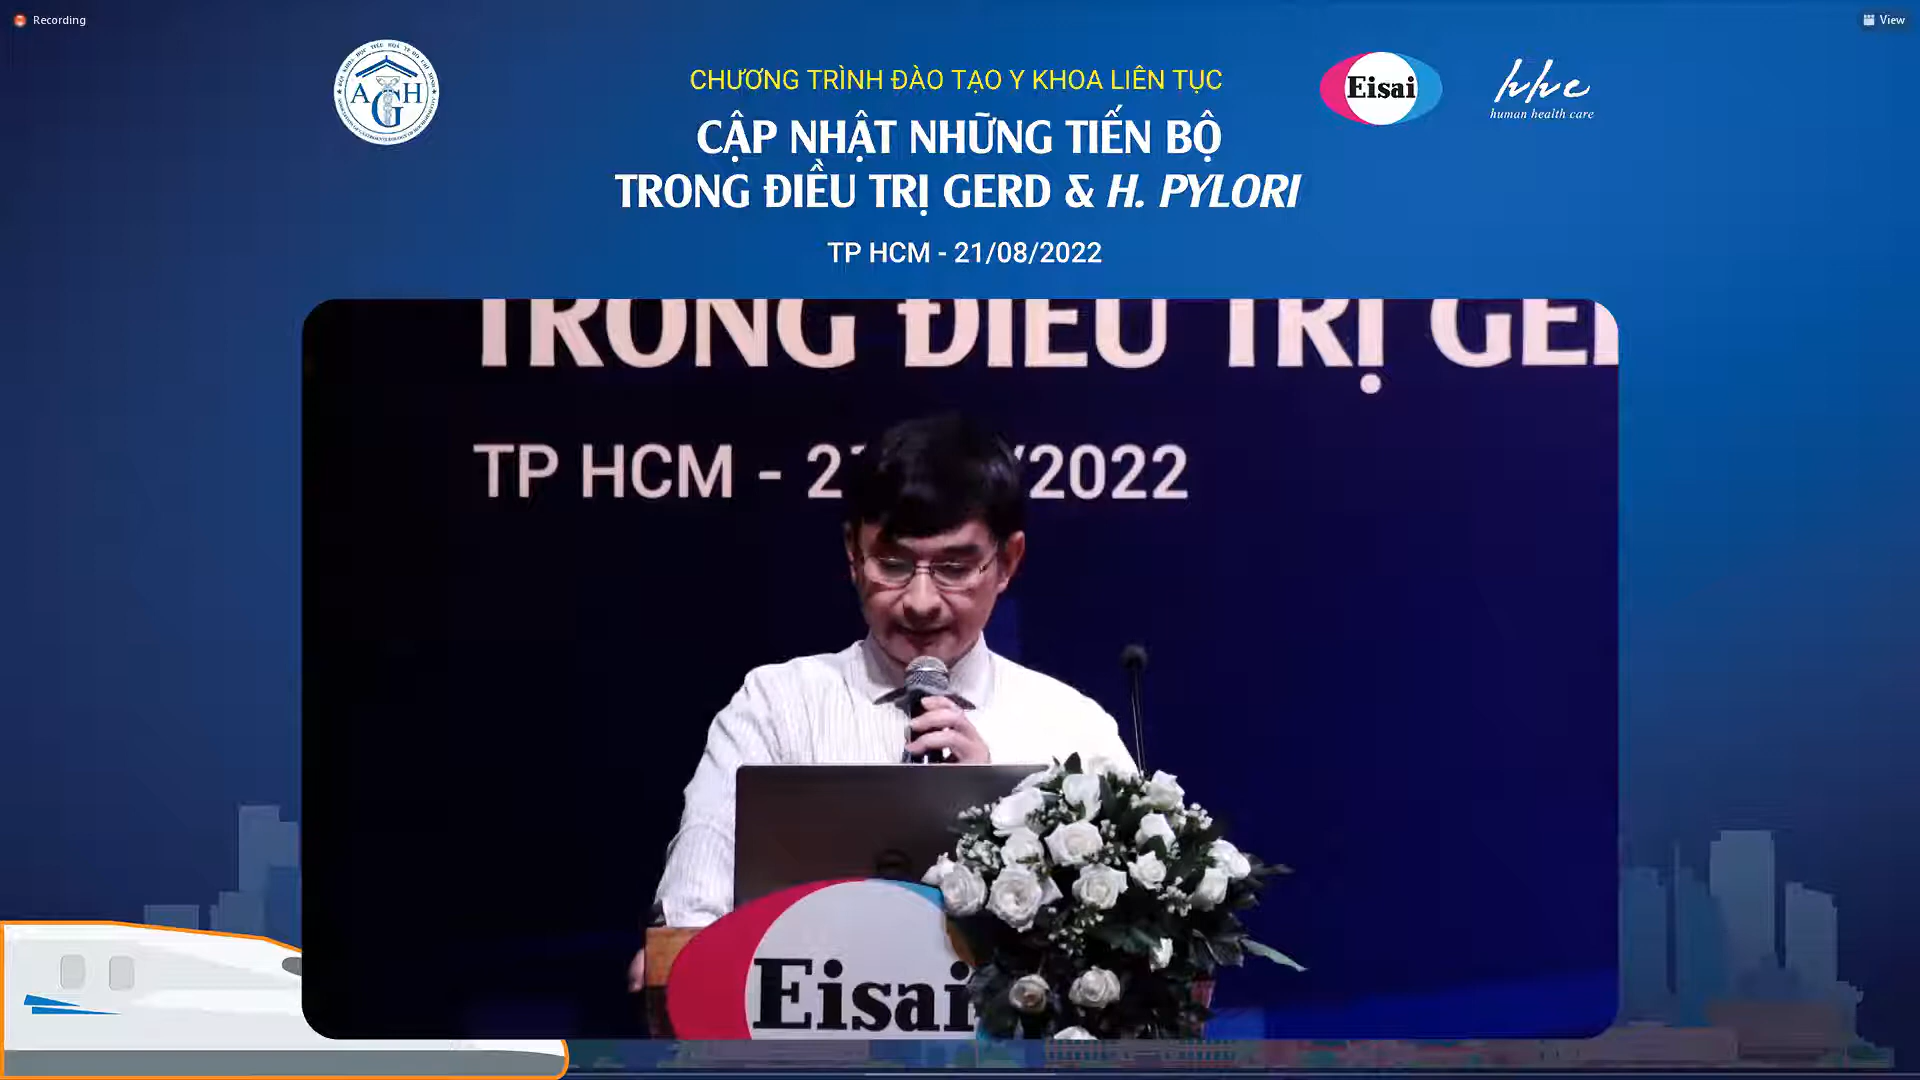 Recording
View
CHƯƠNG TRÌNH ĐÀO TẠO Y KHOA LIÊN TỤC
CẬP NHẬT NHỮNG TIẾN BỘ
TRONG ĐIỀU TRỊ GERD & H. PYLORI
TP HCM - 21/08/2022
AGH
Eisai
hhc
human health care
TRONG ĐIỀU TRỊ GE
TP HCM - 2 /2022
Eisai